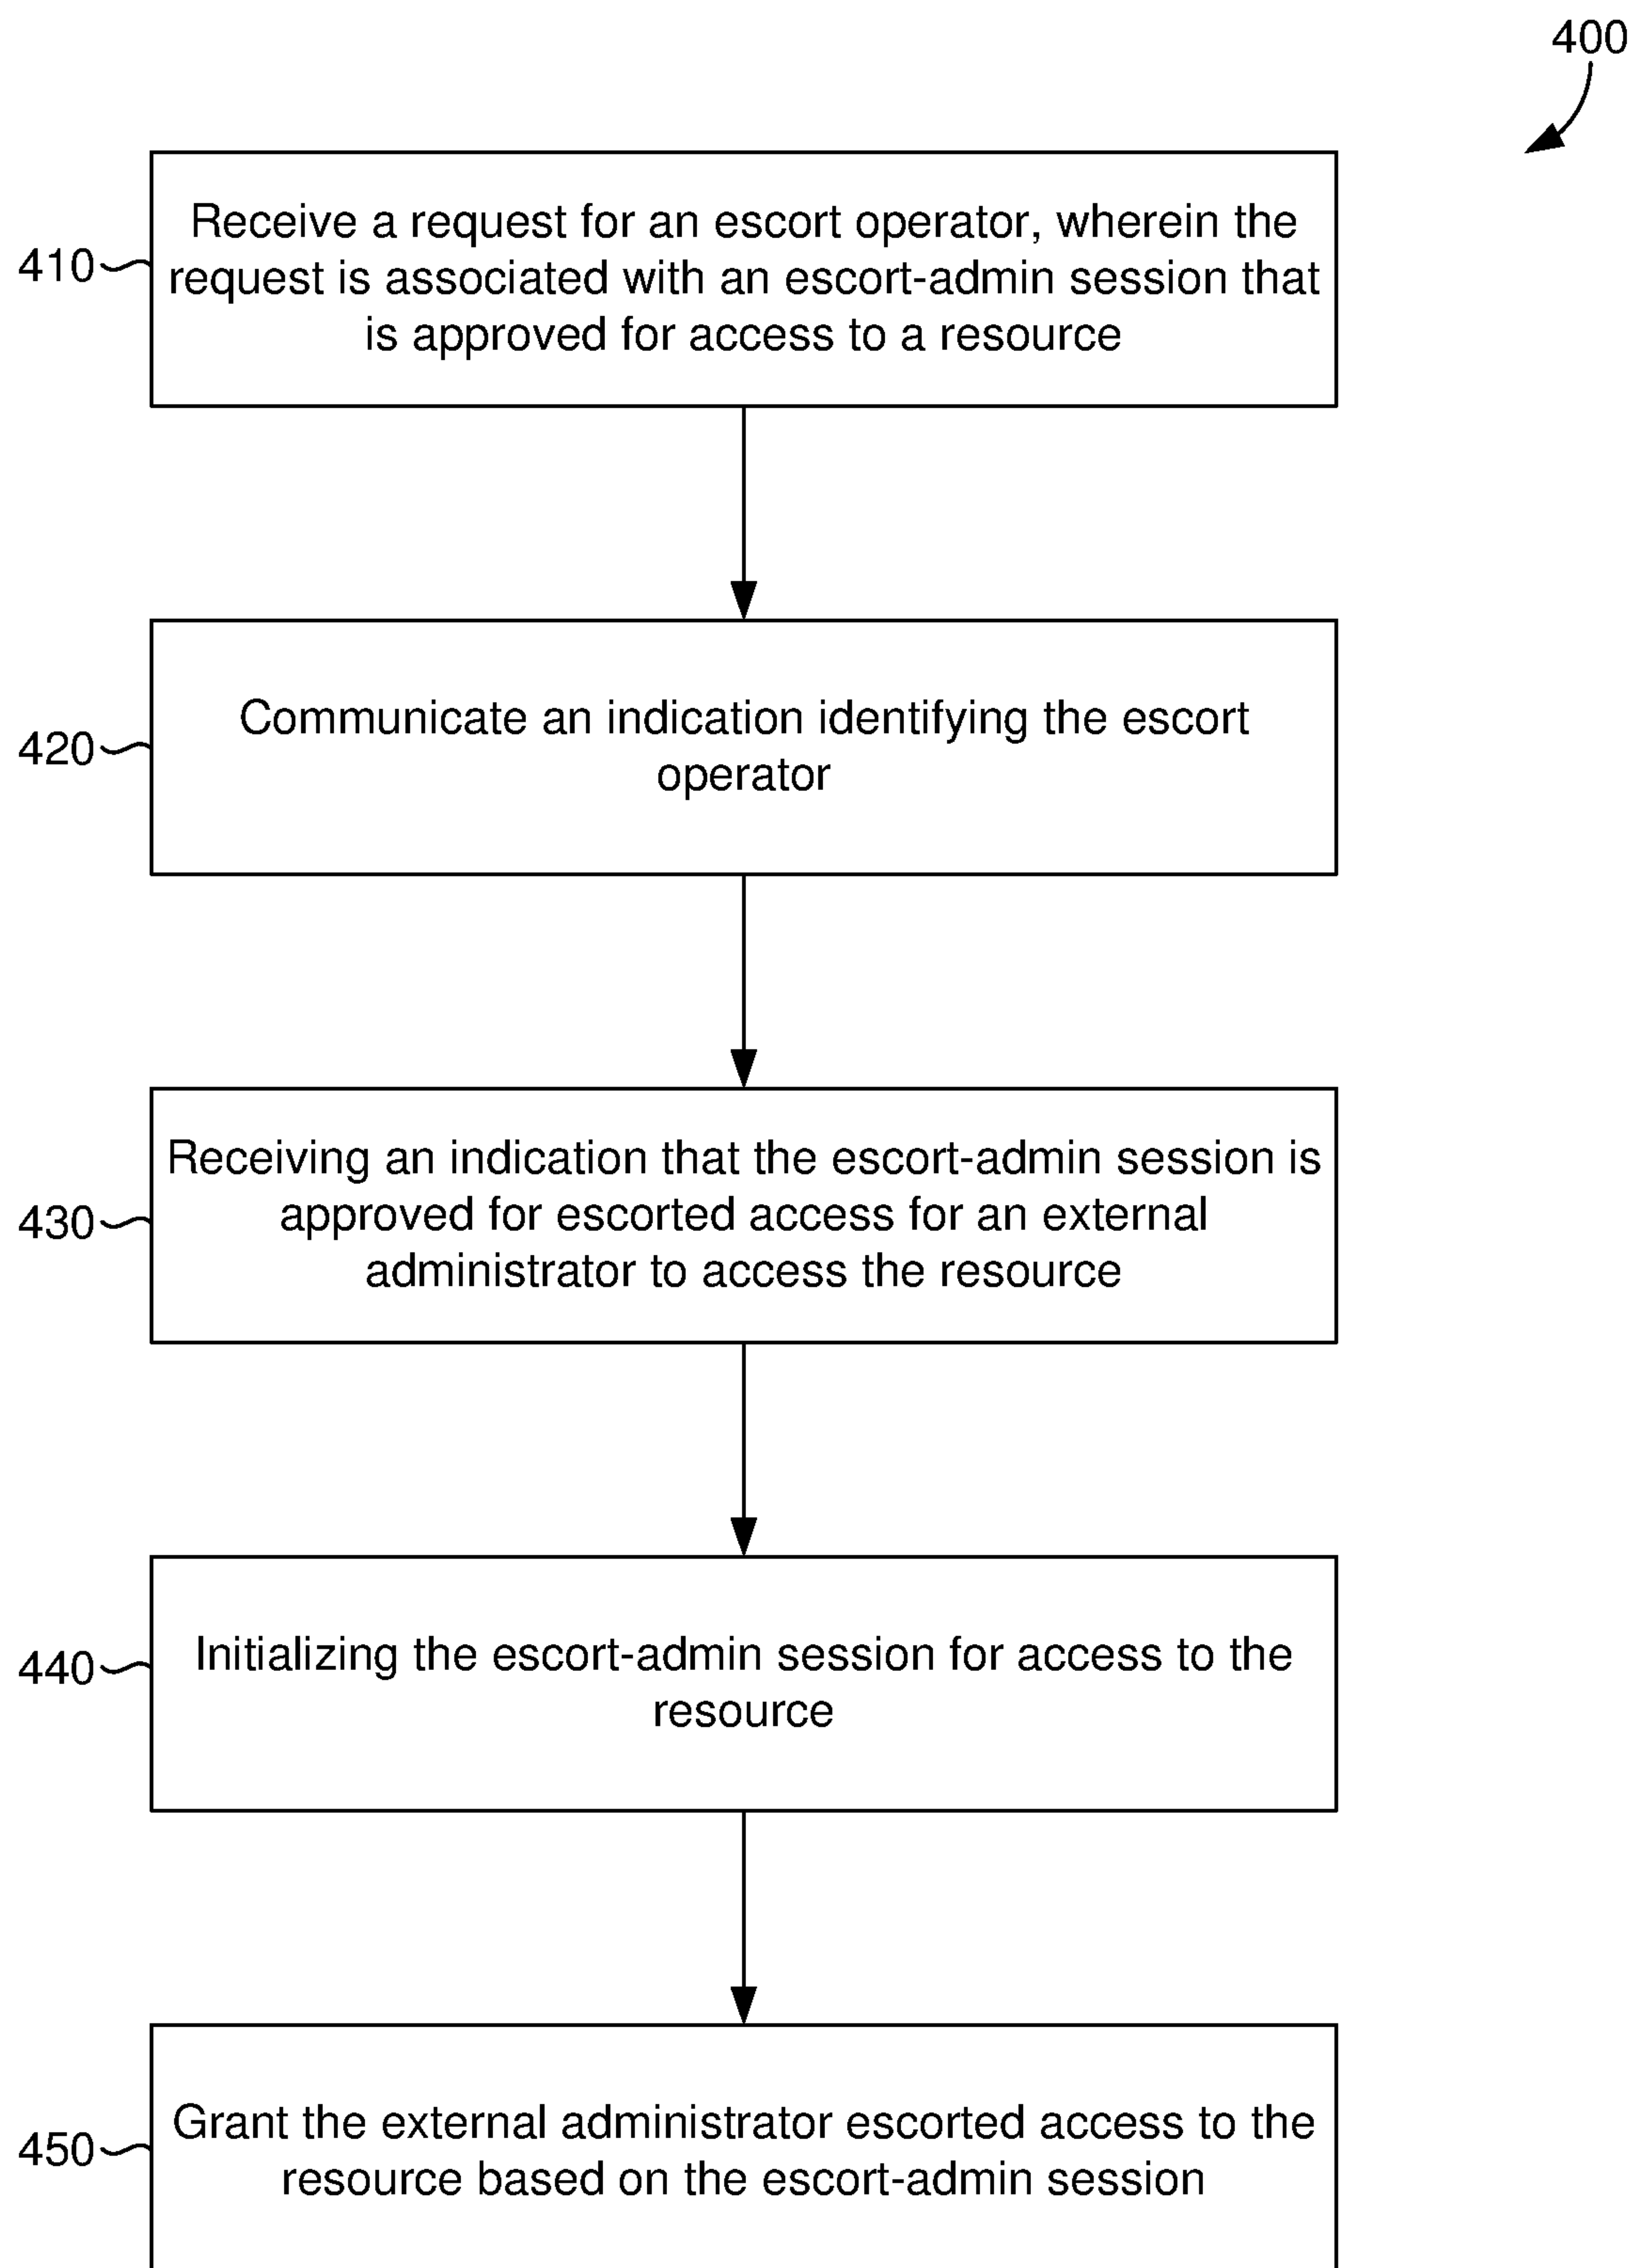 400
410
Receive a request for an escort operator, wherein the
request is associated with an escort-admin session that
is approved for access to a resource
420
Communicate an indication identifying the escort
operator
430
Receiving an indication that the escort-admin session is
approved for escorted access for an external
administrator to access the resource
440
Initializing the escort-admin session for access to the
resource
450
Grant the external administrator escorted access to the
resource based on the escort-admin session